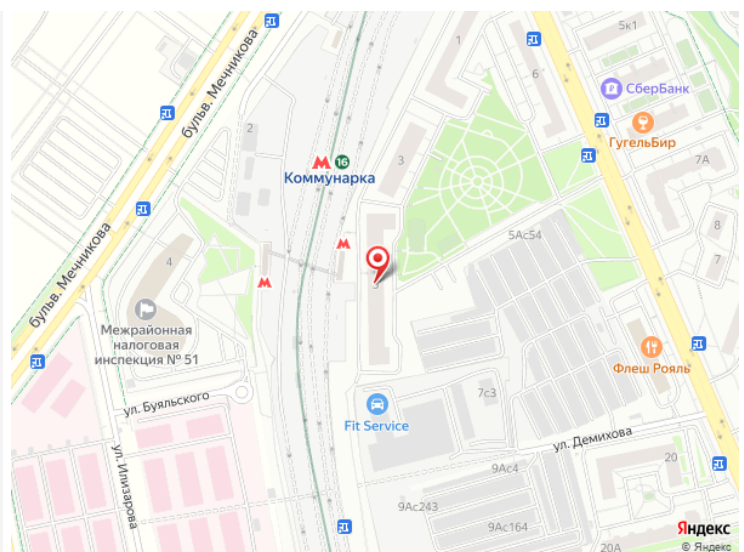 5к1
1
6
СберБанк
бульв. Мечникова
2
ГугельБир
16
Коммунарка
3
7А
5Ас54
8
7
бульв. Мечникова
4
5
Межрайонная
налоговая
инспекция № 51
Флеш Рояль
7с3
ул. Буяльского
Fit Service
ул. Демихова
ул. Илизарова
9Ас4
20
9Ас243
9Ас164
20А
Яндекс
© Яндекс